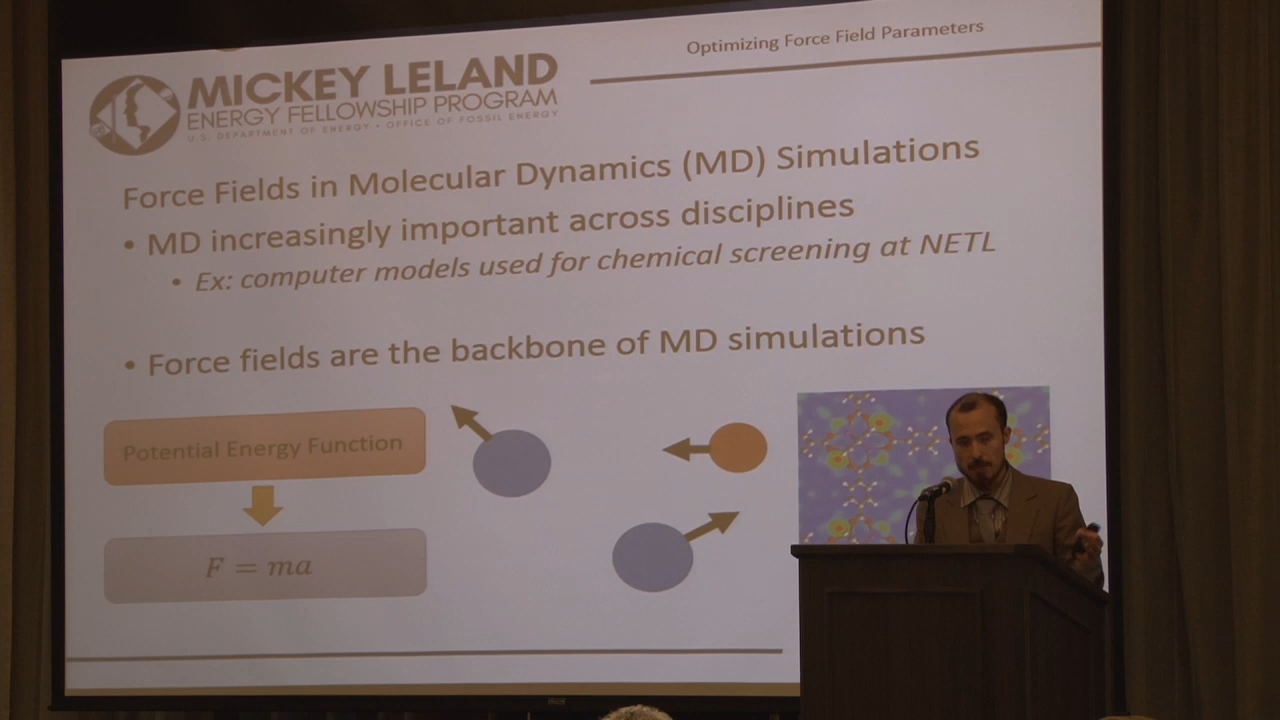 Optimizing Force Field Parameters
MICKEY LELAND
ENERGY FELLOWSHIP PROGRAM
U.S. DEPARTMENT OF ENERGY • OFFICE OF FOSSIL ENERGY
Force Fields in Molecular Dynamics (MD) Simulations
• MD increasingly important across disciplines
• Ex: computer models used for chemical screening at NETL
• Force fields are the backbone of MD simulations
Potential Energy Function
F = ma